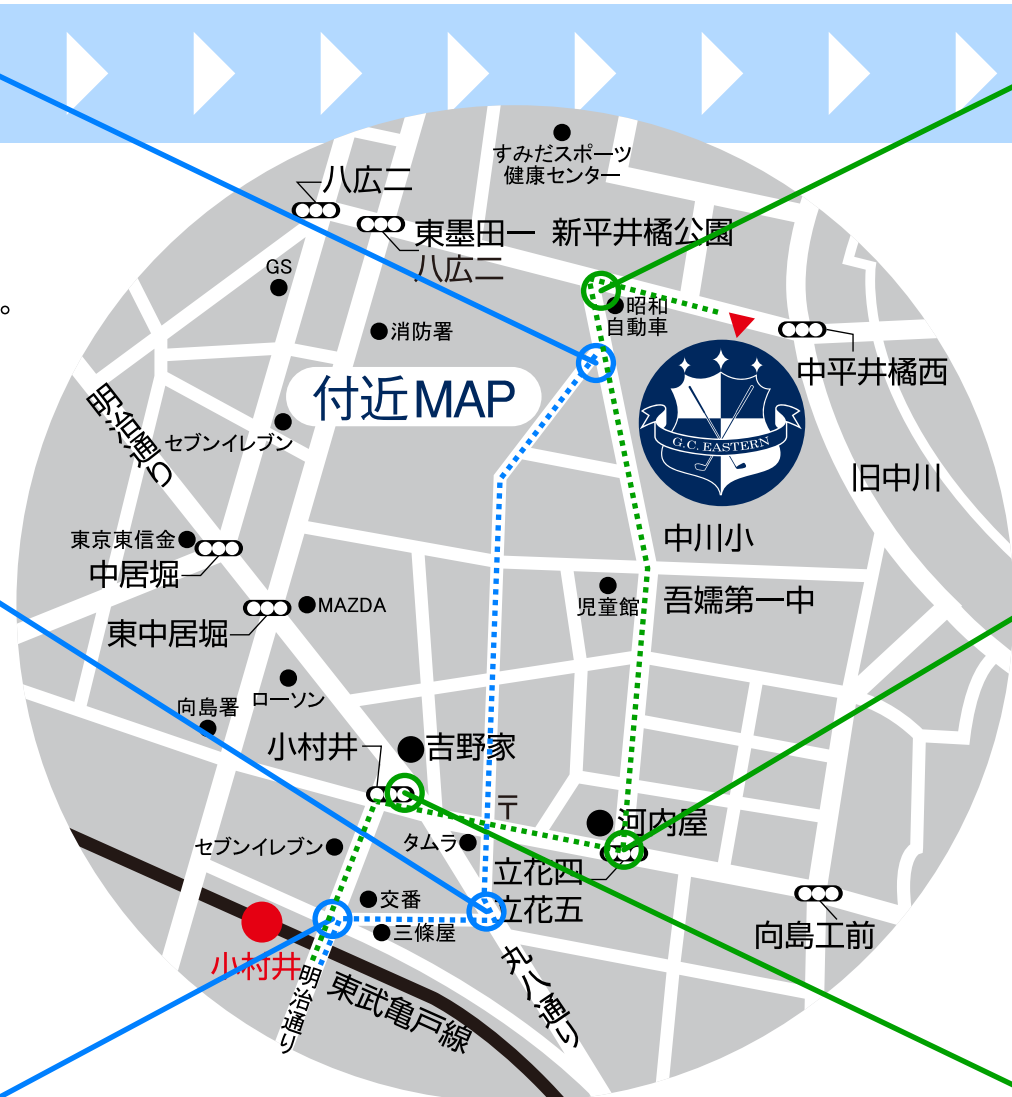 すみだスポーツ
健康センター
八広二
東墨田一
八広二
新平井橘公園
GS
。
昭和
自動車
消防署
中平井橘西
付近MAP
明治通り
セブンイレブン
G.C. EASTERN
旧中川
東京東信金
中居堀
中川小
MAZDA
東中居堀
児童館
吾嬬第一中
ローソン
向島署
小村井
吉野家
〒
河内屋
セブンイレブン
タムラ
立花四
交番
立花五
三條屋
向島工前
小村井
明治通り
東武亀戸線
丸八通り